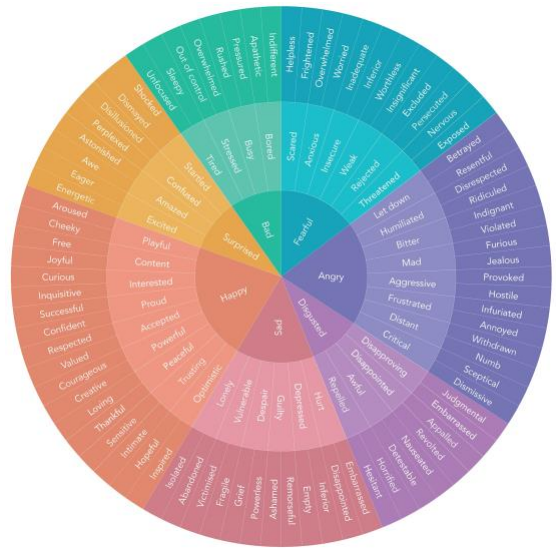 Bad
Fearful
Angry
Disgusted
Sad
Happy
Surprised
Tired
Stressed
Busy
Bored
Scared
Anxious
Insecure
Weak
Rejected
Threatened
Let down
Humiliated
Bitter
Mad
Aggressive
Frustrated
Distant
Critical
Disapproving
Disappointed
Awful
Repelled
Hurt
Depressed
Guilty
Despair
Vulnerable
Lonely
Optimistic
Trusting
Peaceful
Powerful
Accepted
Proud
Interested
Content
Playful
Excited
Amazed
Confused
Startled
Unfocused
Sleepy
Out of control
Overwhelmed
Rushed
Pressured
Apathetic
Indifferent
Helpless
Frightened
Overwhelmed
Worried
Inadequate
Inferior
Worthless
Insignificant
Excluded
Persecuted
Nervous
Exposed
Betrayed
Resentful
Disrespected
Ridiculed
Indignant
Violated
Furious
Jealous
Provoked
Hostile
Infuriated
Annoyed
Withdrawn
Numb
Sceptical
Dismissive
Judgmental
Embarrassed
Appalled
Revolted
Nauseated
Detestable
Horrified
Hesitant
Embarrassed
Disappointed
Inferior
Empty
Remorseful
Ashamed
Powerless
Grief
Fragile
Victimised
Abandoned
Isolated
Inspired
Hopeful
Intimate
Sensitive
Thankful
Loving
Creative
Courageous
Valued
Respected
Confident
Successful
Inquisitive
Curious
Joyful
Free
Cheeky
Aroused
Energetic
Eager
Awe
Astonished
Perplexed
Disillusioned
Dismayed
Shocked